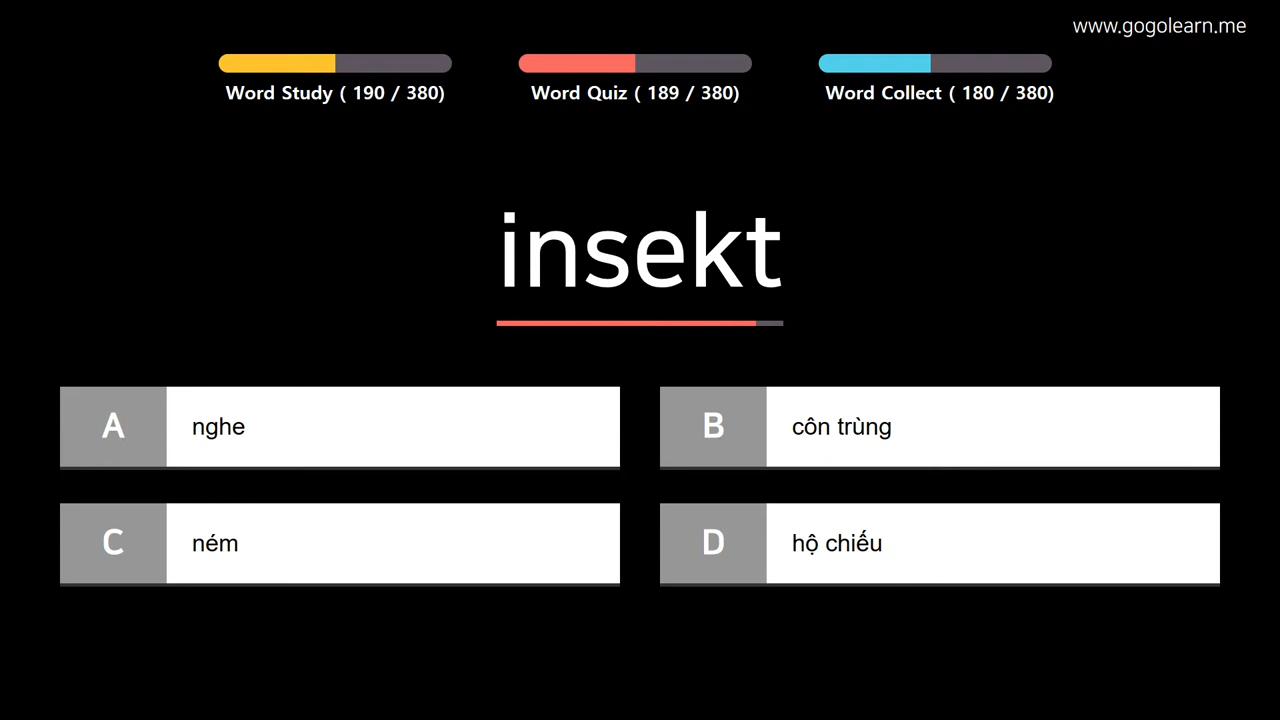 www.gogolearn.me
Word Study ( 190 / 380)
Word Quiz ( 189 / 380)
Word Collect ( 180 / 380)
insekt
A
nghe
B
côn trùng
C
ném
D
hộ chiếu